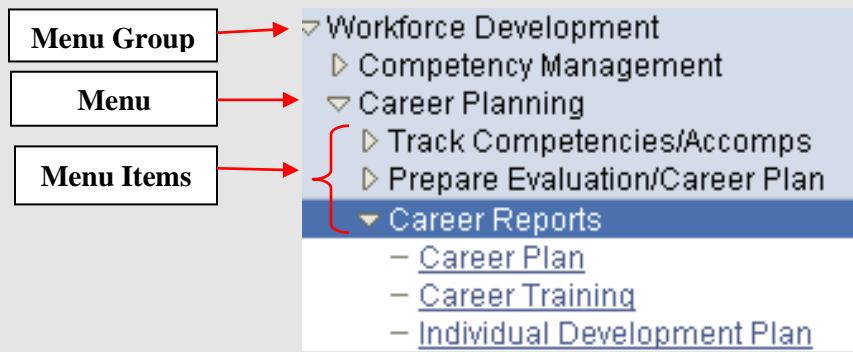 Menu Group
Workforce Development
Competency Management
Menu
Career Planning
Track Competencies/Accomps
Menu Items
Prepare Evaluation/Career Plan
Career Reports
– Career Plan
– Career Training
– Individual Development Plan